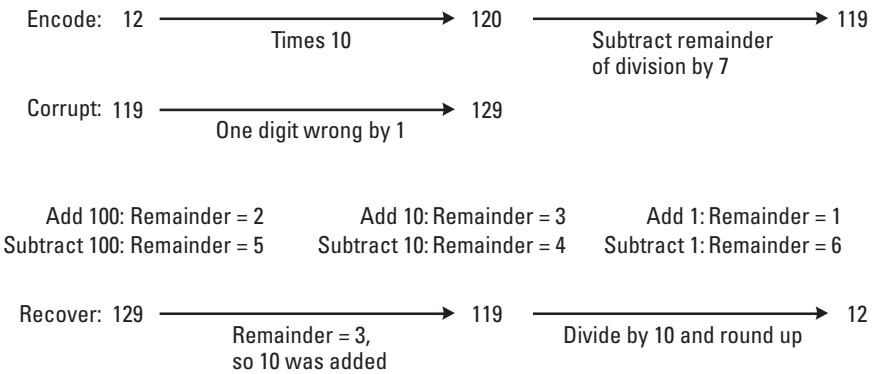 Encode: 12 120 119
Times 10
Subtract remainder
of division by 7
Corrupt: 119 129
One digit wrong by 1
Add 100: Remainder = 2 Add 10: Remainder = 3 Add 1: Remainder = 1
Subtract 100: Remainder = 5 Subtract 10: Remainder = 4 Subtract 1: Remainder = 6
Recover: 129 119 12
Remainder = 3,
so 10 was added
Divide by 10 and round up